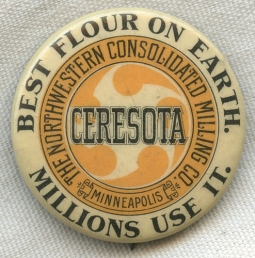 BEST FLOUR ON EARTH.
THE NORTHWESTERN CONSOLIDATED MILLING CO.
CERESOTA
MINNEAPOLIS
MILLIONS USE IT.